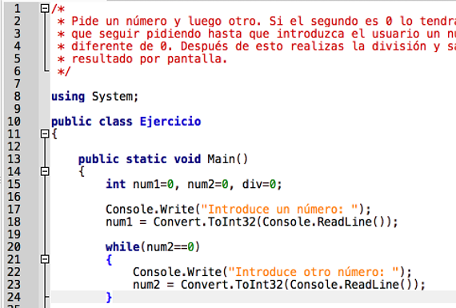 1 /*
2 * Pide un número y luego otro. Si el segundo es 0 lo tendrá
3 * que seguir pidiendo hasta que introduzca el usuario un
4 * diferente de 0. Después de esto realizas la división y
5 * resultado por pantalla.
6 */
7
8 using System;
9
10 public class Ejercicio
11 {
12
13 public static void Main()
14 {
15 int num1=0, num2=0, div=0;
16
17 Console.Write("Introduce un número: ");
18 num1 = Convert.ToInt32(Console.ReadLine());
19
20 while(num2==0)
21 {
22 Console.Write("Introduce otro número: ");
23 num2 = Convert.ToInt32(Console.ReadLine());
24 }